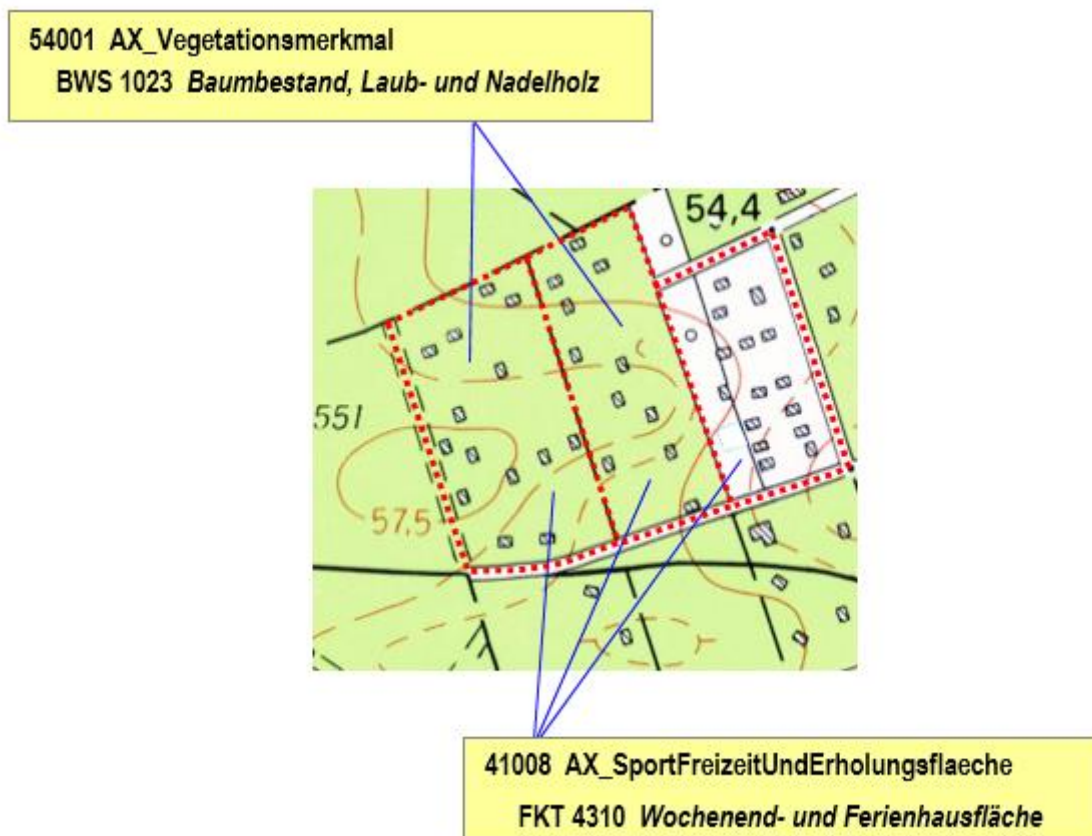 54001 AX_Vegetationsmerkmal
BWS 1023 Baumbestand, Laub- und Nadelholz
54,4
551
57,5
41008 AX_SportFreizeitUndErholungsflaeche
FKT 4310 Wochenend- und Ferienhausfläche